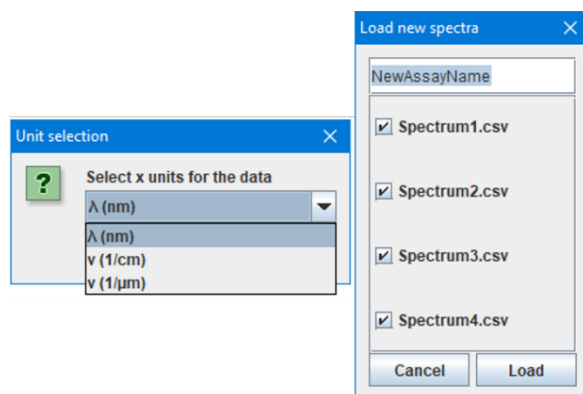 Unit selection
Select x units for the data
λ (nm)
λ (nm)
ν (1/cm)
ν (1/µm)
Load new spectra
NewAssayName
Spectrum1.csv
Spectrum2.csv
Spectrum3.csv
Spectrum4.csv
Cancel Load